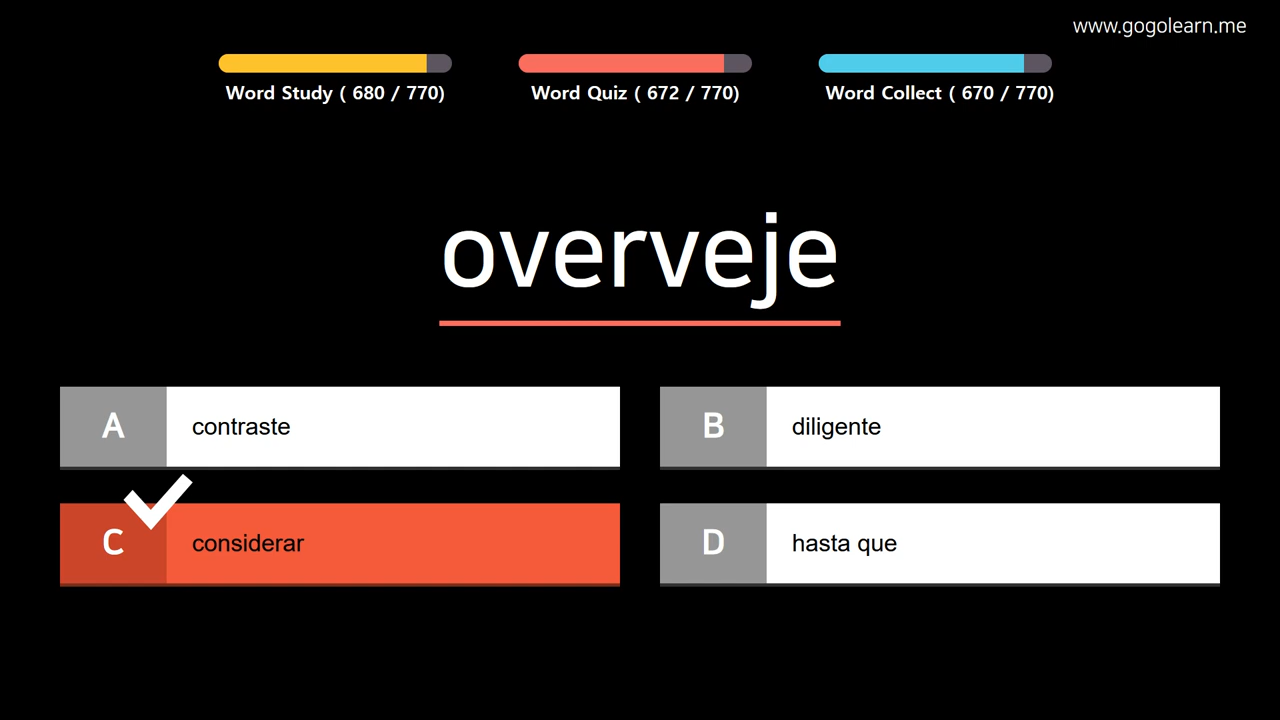 www.gogolearn.me
Word Study ( 680 / 770)
Word Quiz ( 672 / 770)
Word Collect ( 670 / 770)
overveje
A contraste
B diligente
C considerar
D hasta que